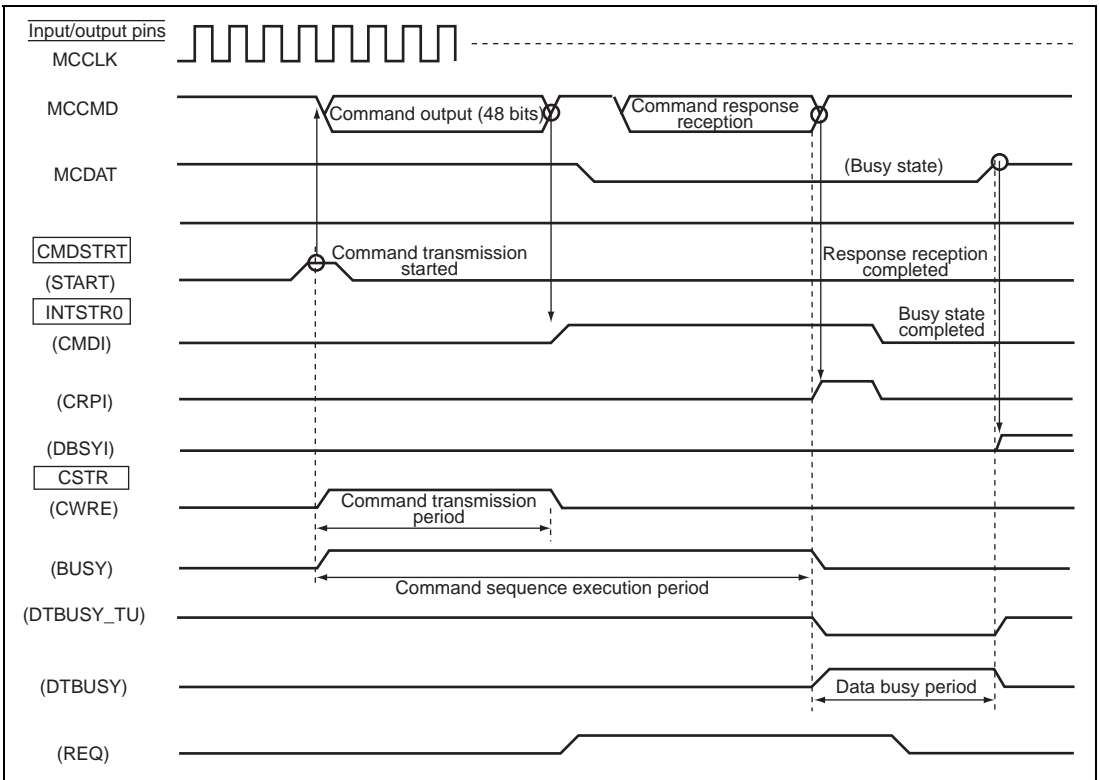 Input/output pins
MCCLK
MCCMD
Command output (48 bits)
Command response
reception
MCDAT
(Busy state)
CMDSTRT
(START)
Command transmission
started
Response reception
completed
INTSTR0
(CMDI)
Busy state
completed
(CRPI)
(DBSYI)
CSTR
(CWRE)
Command transmission
period
(BUSY)
Command sequence execution period
(DTBUSY_TU)
(DTBUSY)
Data busy period
(REQ)